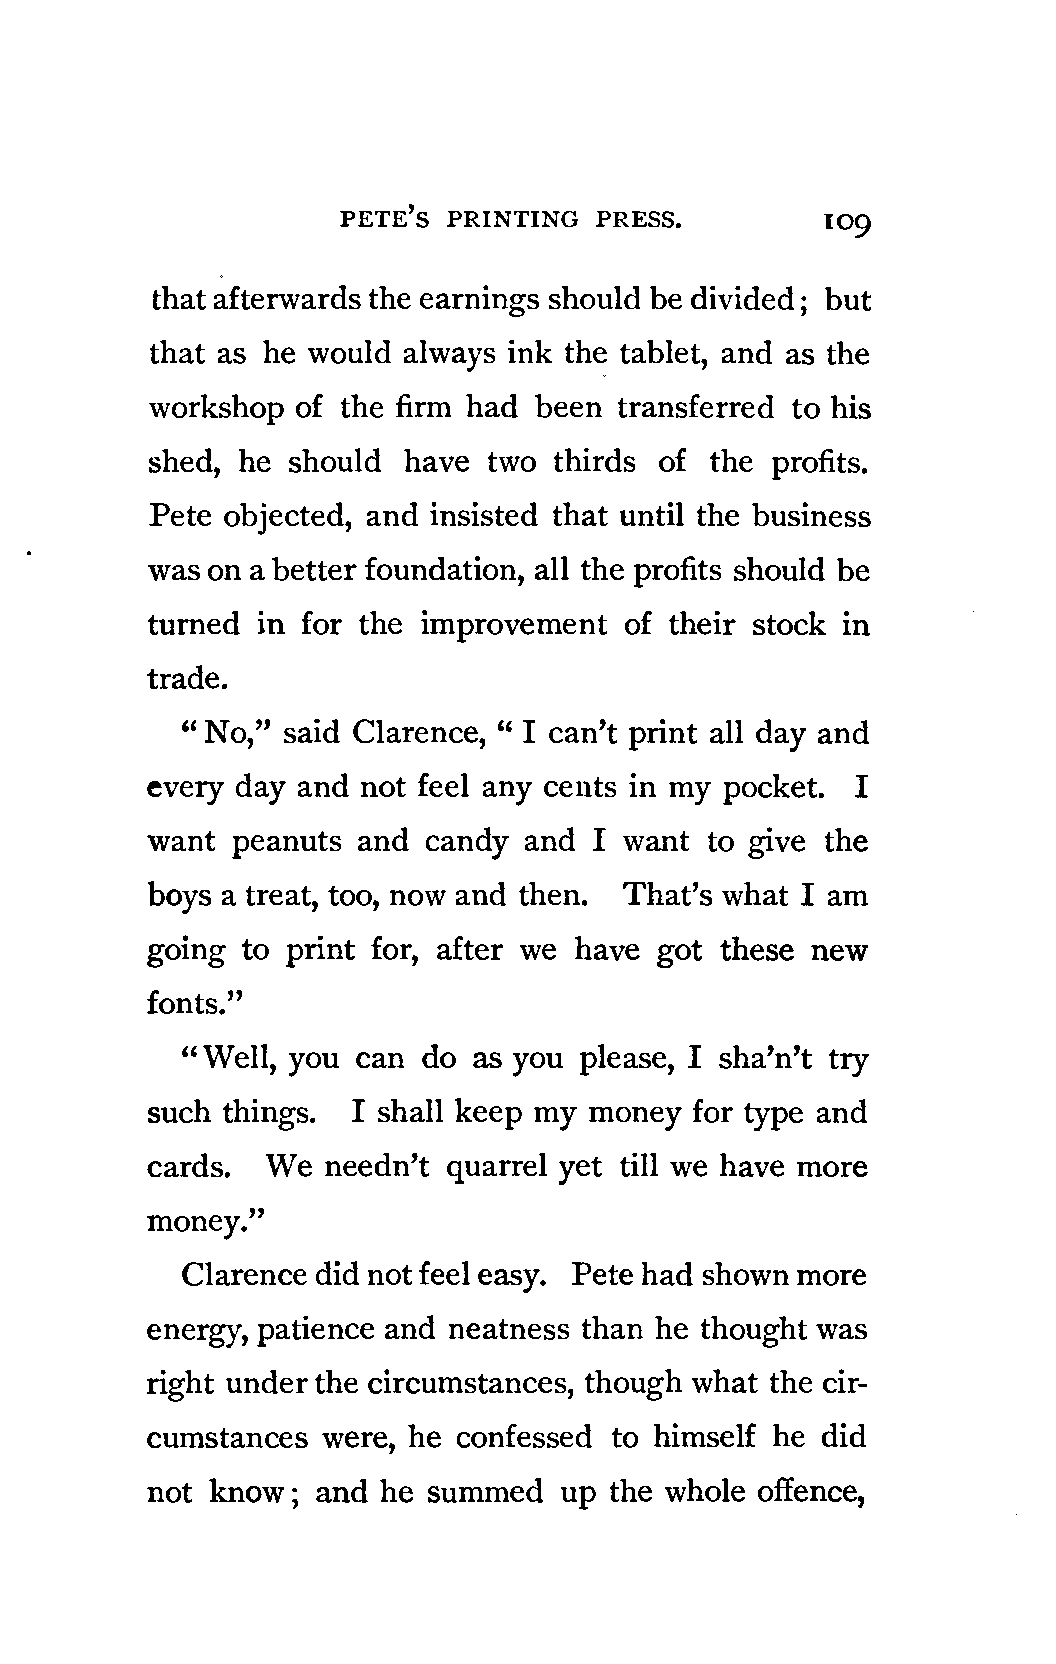 PETE'S PRINTING PRESS. 109
that afterwards the earnings should be divided; but
that as he would always ink the tablet, and as the
workshop of the firm had been transferred to his
shed, he should have two thirds of the profits.
Pete objected, and insisted that until the business
was on a better foundation, all the profits should be
turned in for the improvement of their stock in
trade.
"No," said Clarence, "I can't print all day and
every day and not feel any cents in my pocket. I
want peanuts and candy and I want to give the
boys a treat, too, now and then. That's what I am
going to print for, after we have got these new
fonts."
"Well, you can do as you please, I sha'n't try
such things. I shall keep my money for type and
cards. We needn't quarrel yet till we have more
money."
Clarence did not feel easy. Pete had shown more
energy, patience and neatness than he thought was
right under the circumstances, though what the cir-
cumstances were, he confessed to himself he did
not know; and he summed up the whole offence,